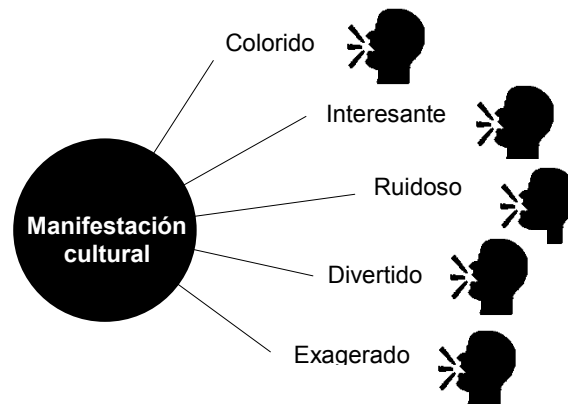 Colorido
Interesante
Ruidoso
Manifestación
cultural
Divertido
Exagerado